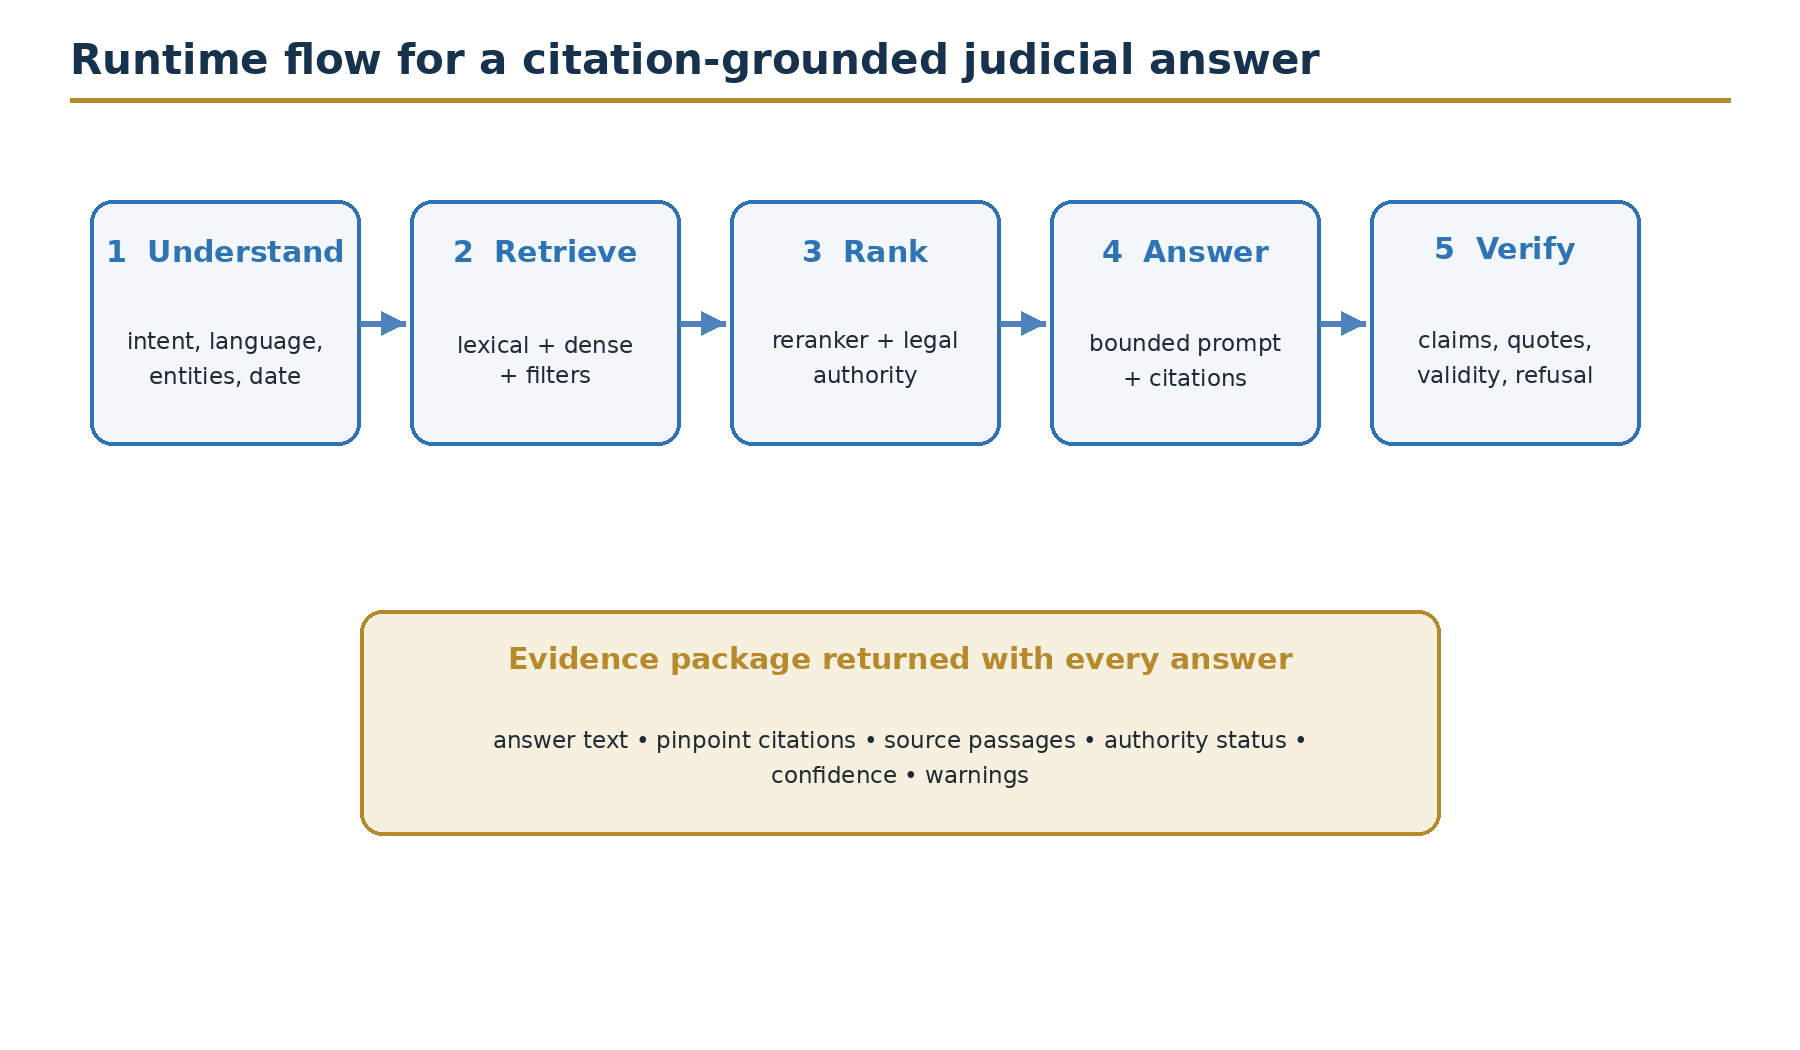 Runtime flow for a citation-grounded judicial answer
1 Understand
intent, language,
entities, date
2 Retrieve
lexical + dense
+ filters
3 Rank
reranker + legal
authority
4 Answer
bounded prompt
+ citations
5 Verify
claims, quotes,
validity, refusal
Evidence package returned with every answer
answer text • pinpoint citations • source passages • authority status •
confidence • warnings